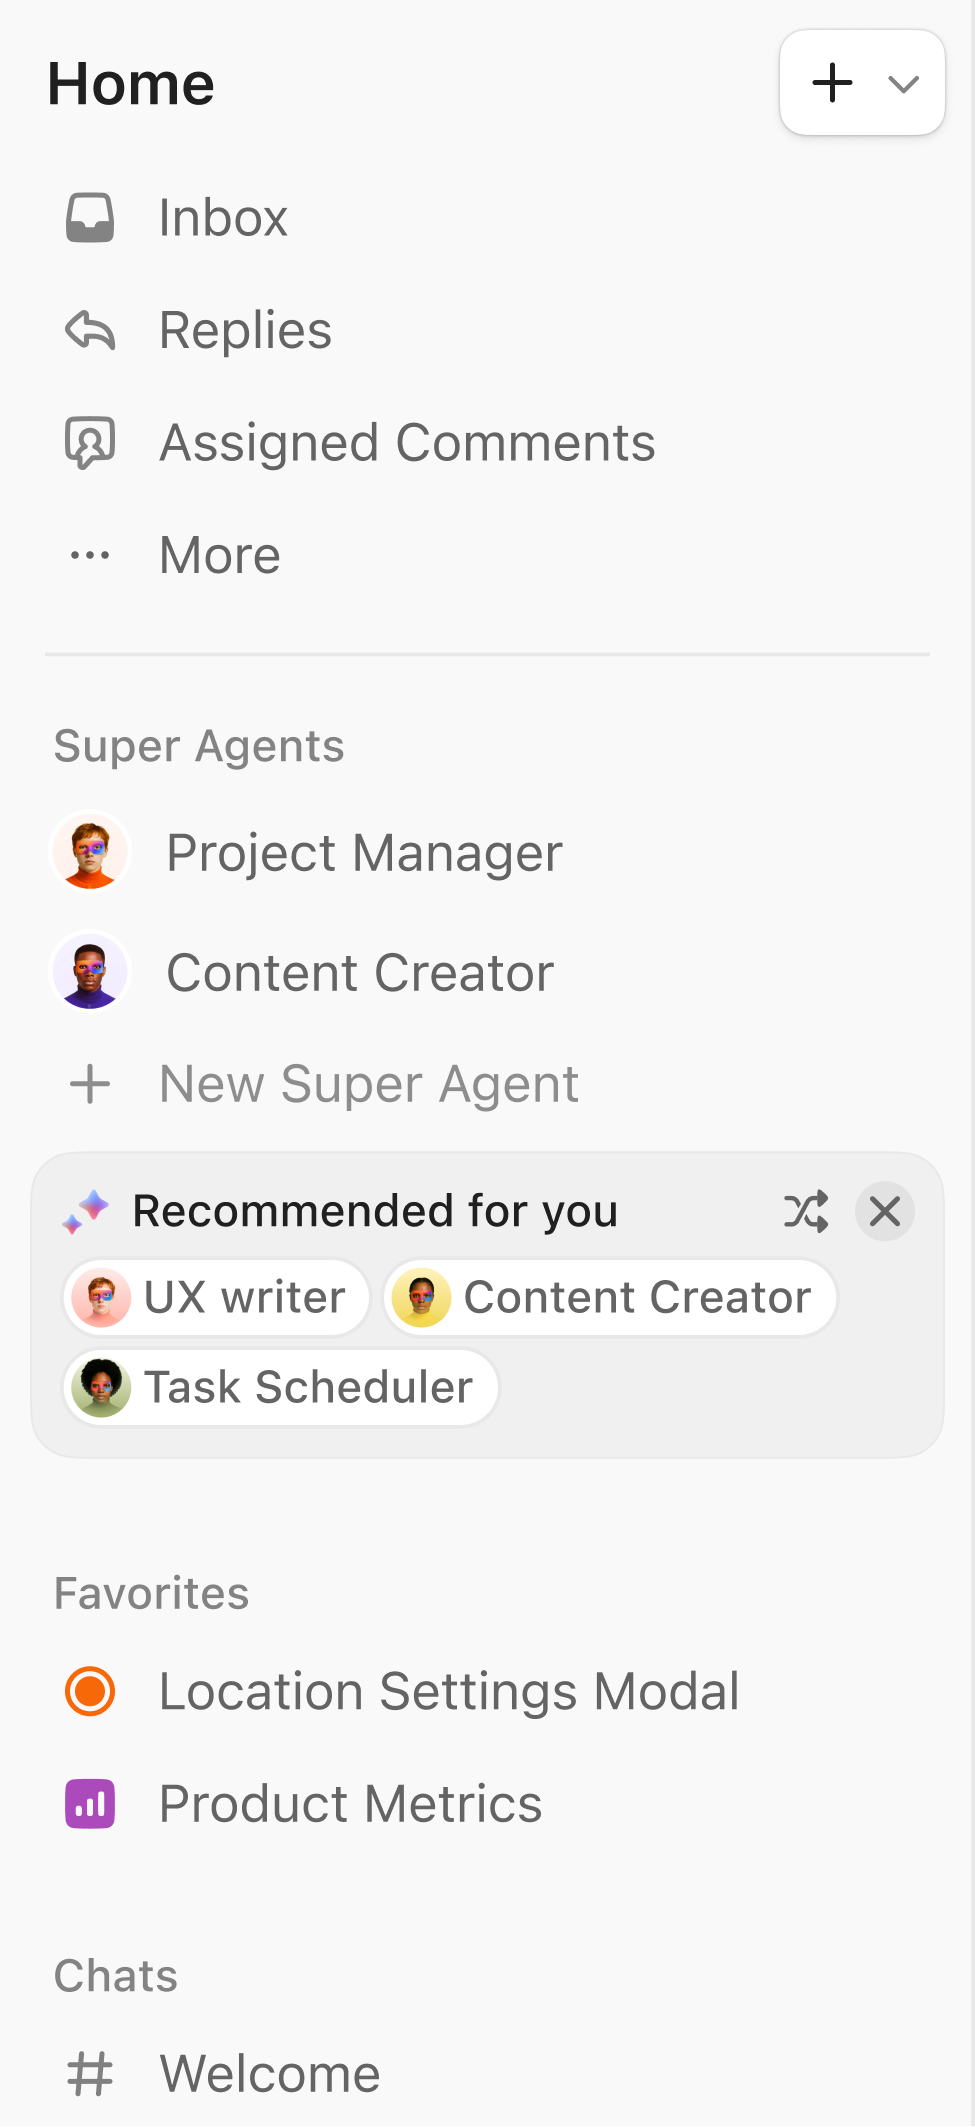 Home
Inbox
Replies
Assigned Comments
More
Super Agents
Project Manager
Content Creator
New Super Agent
Recommended for you
UX writer
Content Creator
Task Scheduler
Favorites
Location Settings Modal
Product Metrics
Chats
Welcome